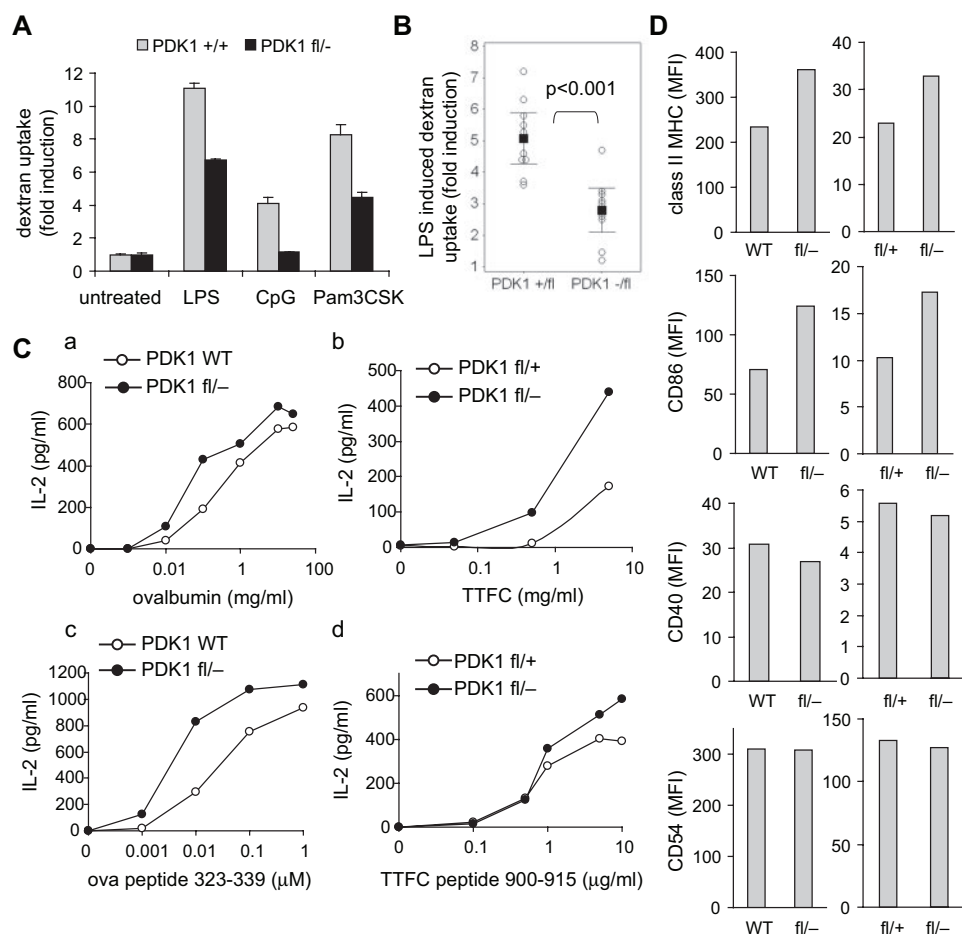 A
PDK1 +/+ PDK1 fl/-
dextran uptake
(fold induction)
12
10
8
6
4
2
0
untreated LPS CpG Pam3CSK
B
LPS induced dextran
uptake (fold induction)
8
7
6
5
4
3
2
1
p<0.001
PDK1 +/fl PDK1 -/fl
C
a
PDK1 WT
PDK1 fl/–
IL-2 (pg/ml)
800
600
400
200
0
0 0.01 1 100
ovalbumin (mg/ml)
b
PDK1 fl/+
PDK1 fl/–
IL-2 (pg/ml)
500
400
300
200
100
0
0 0.1 1 10
TTFC (mg/ml)
c
PDK1 WT
PDK1 fl/–
IL-2 (pg/ml)
1200
1000
800
600
400
200
0
0 0.001 0.01 0.1 1
ova peptide 323-339 (μM)
d
PDK1 fl/+
PDK1 fl/–
IL-2 (pg/ml)
600
400
200
0
0 0.1 1 10
TTFC peptide 900-915 (μg/ml)
D
class II MHC (MFI)
400
300
200
100
0
WT fl/–
40
30
20
10
0
fl/+ fl/–
CD86 (MFI)
150
100
50
0
WT fl/–
20
15
10
5
0
fl/+ fl/–
CD40 (MFI)
40
30
20
10
0
WT fl/–
6
5
4
3
2
1
0
fl/+ fl/–
CD54 (MFI)
300
200
100
0
WT fl/–
150
100
50
0
fl/+ fl/–